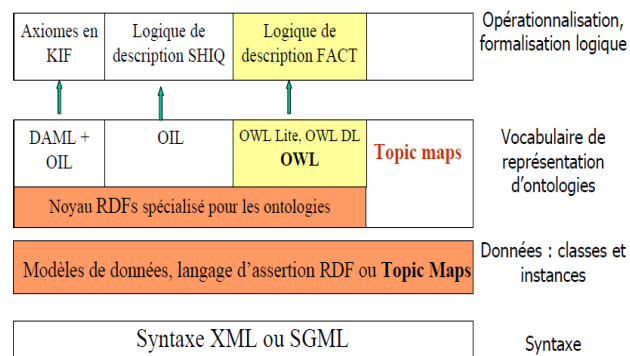 Axiomes en
KIF
Logique de
description SHIQ
Logique de
description FACT
Opérationnalisation,
formalisation logique
DAML +
OIL
OIL
OWL Lite, OWL DL
OWL
Topic maps
Vocabulaire de
représentation
d'ontologies
Noyau RDFs spécialisé pour les ontologies
Modèles de données, langage d'assertion RDF ou Topic Maps
Données : classes et
instances
Syntaxe XML ou SGML
Syntaxe